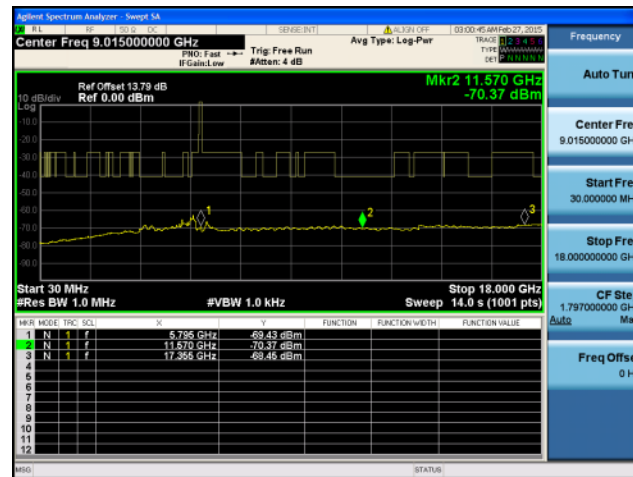 Agilent Spectrum Analyzer - Swept SA
RL RF 50 Ω DC SENSE:INT ALIGN OFF 03:00:45 AM Feb 27, 2015
Center Freq 9.015000000 GHz
PNO: Fast
IFGain:Low
Trig: Free Run
#Atten: 4 dB
Avg Type: Log-Pwr
TRACE 1 2 3 4 5 6
TYPE
DET P N N N N N
Ref Offset 13.79 dB
Ref 0.00 dBm
10 dB/div
Log
Mkr2 11.570 GHz
-70.37 dBm
-10.0
-20.0
-30.0
-40.0
-50.0
-60.0
-70.0
-80.0
-90.0
1
2
3
Start 30 MHz
#Res BW 1.0 MHz
#VBW 1.0 kHz
Stop 18.000 GHz
Sweep 14.0 s (1001 pts)
MKR MODE TRC SCL X Y FUNCTION FUNCTION WIDTH FUNCTION VALUE
1 N 1 f 5.795 GHz -69.43 dBm
2 N 1 f 11.570 GHz -70.37 dBm
3 N 1 f 17.355 GHz -68.45 dBm
4
5
6
7
8
9
10
11
12
MSG STATUS
Frequency
Auto Tun
Center Fre
9.015000000 GH
Start Fre
30.000000 MH
Stop Fre
18.000000000 GH
CF Ste
1.797000000 GH
Auto Ma
Freq Offse
0 H